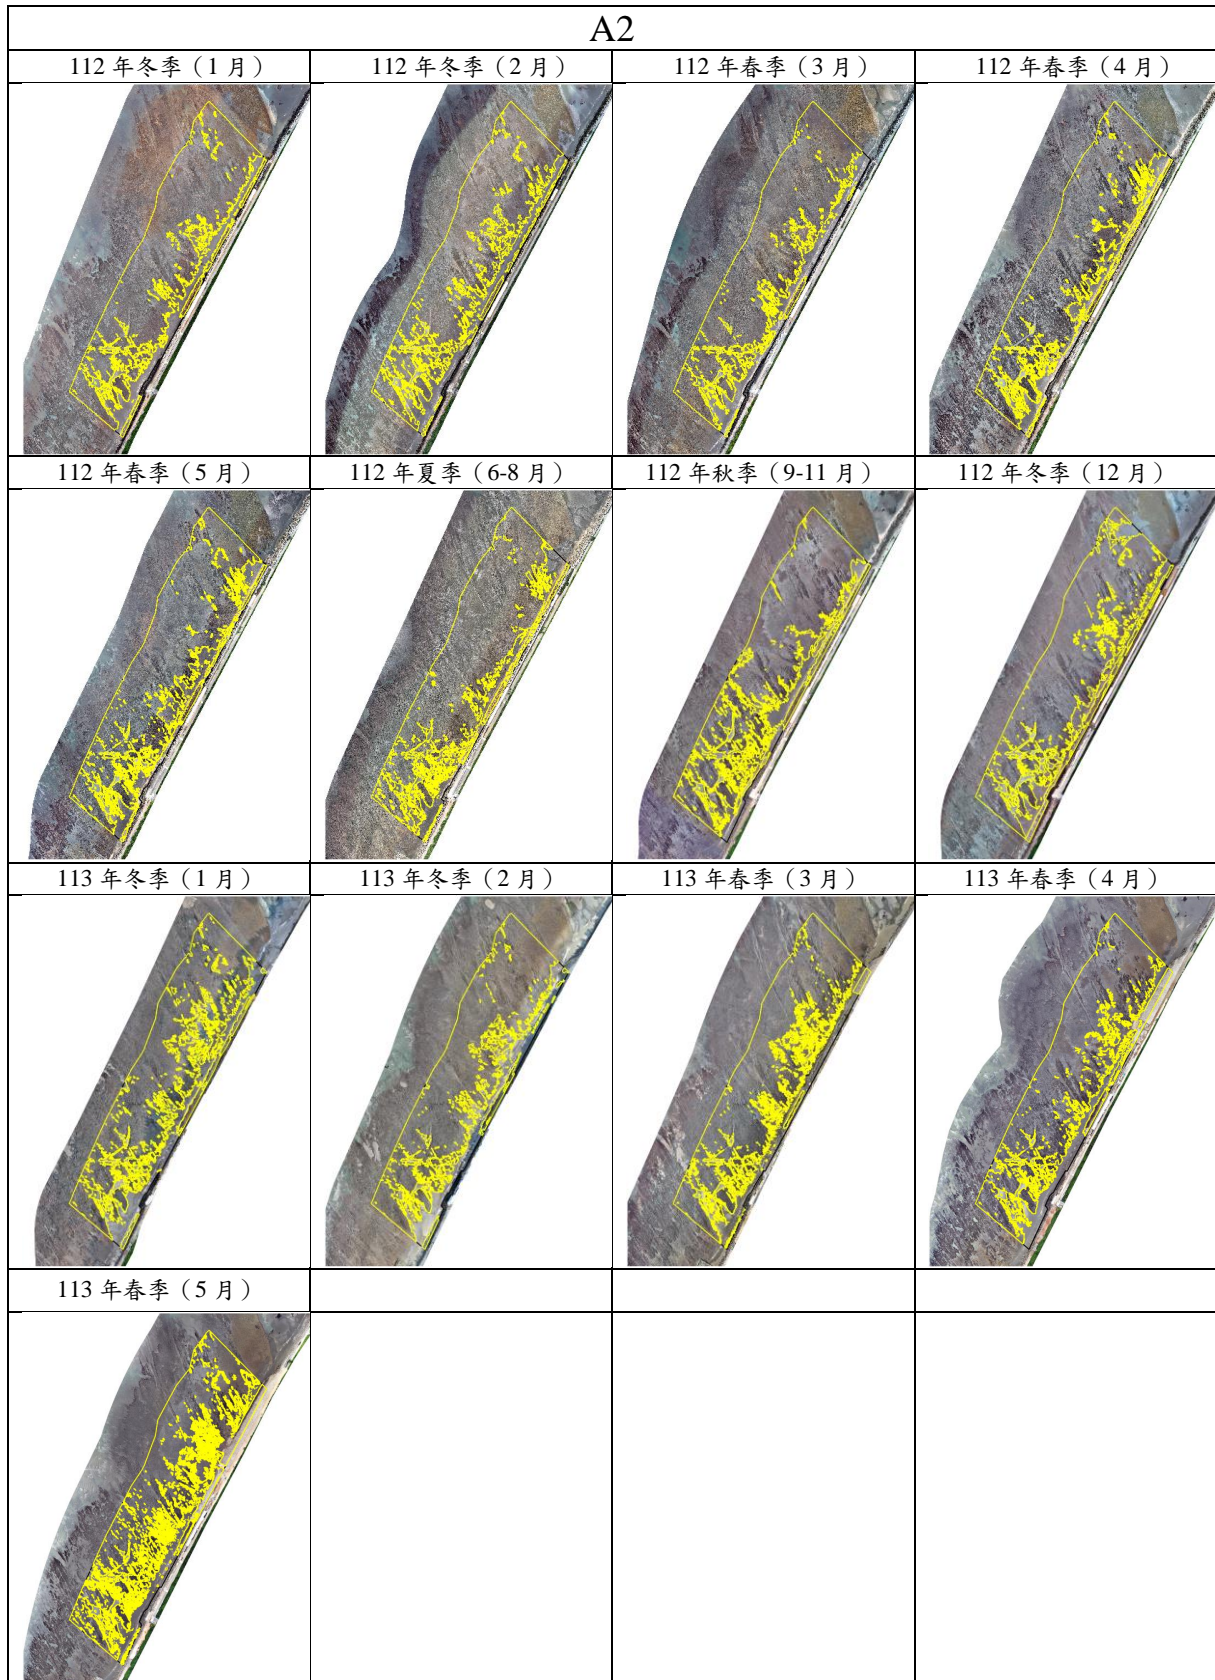 A2
112 年冬季（1 月）
112 年冬季（2 月）
112 年春季（3 月）
112 年春季（4 月）
112 年春季（5 月）
112 年夏季（6-8 月）
112 年秋季（9-11 月）
112 年冬季（12 月）
113 年冬季（1 月）
113 年冬季（2 月）
113 年春季（3 月）
113 年春季（4 月）
113 年春季（5 月）